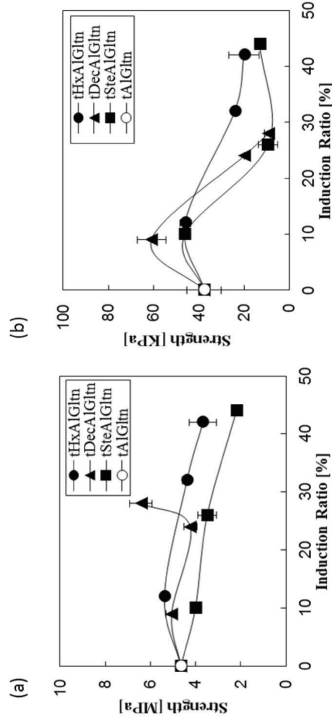 (a)
Strength [MPa]
10
8
6
4
2
0
tHxAlGltn
tDecAlGltn
tSteAlGltn
tAlGltn
0
10
20
30
40
50
Induction Ratio [%]
(b)
Strength [KPa]
100
80
60
40
20
0
tHxAlGltn
tDecAlGltn
tSteAlGltn
tAlGltn
0
10
20
30
40
50
Induction Ratio [%]